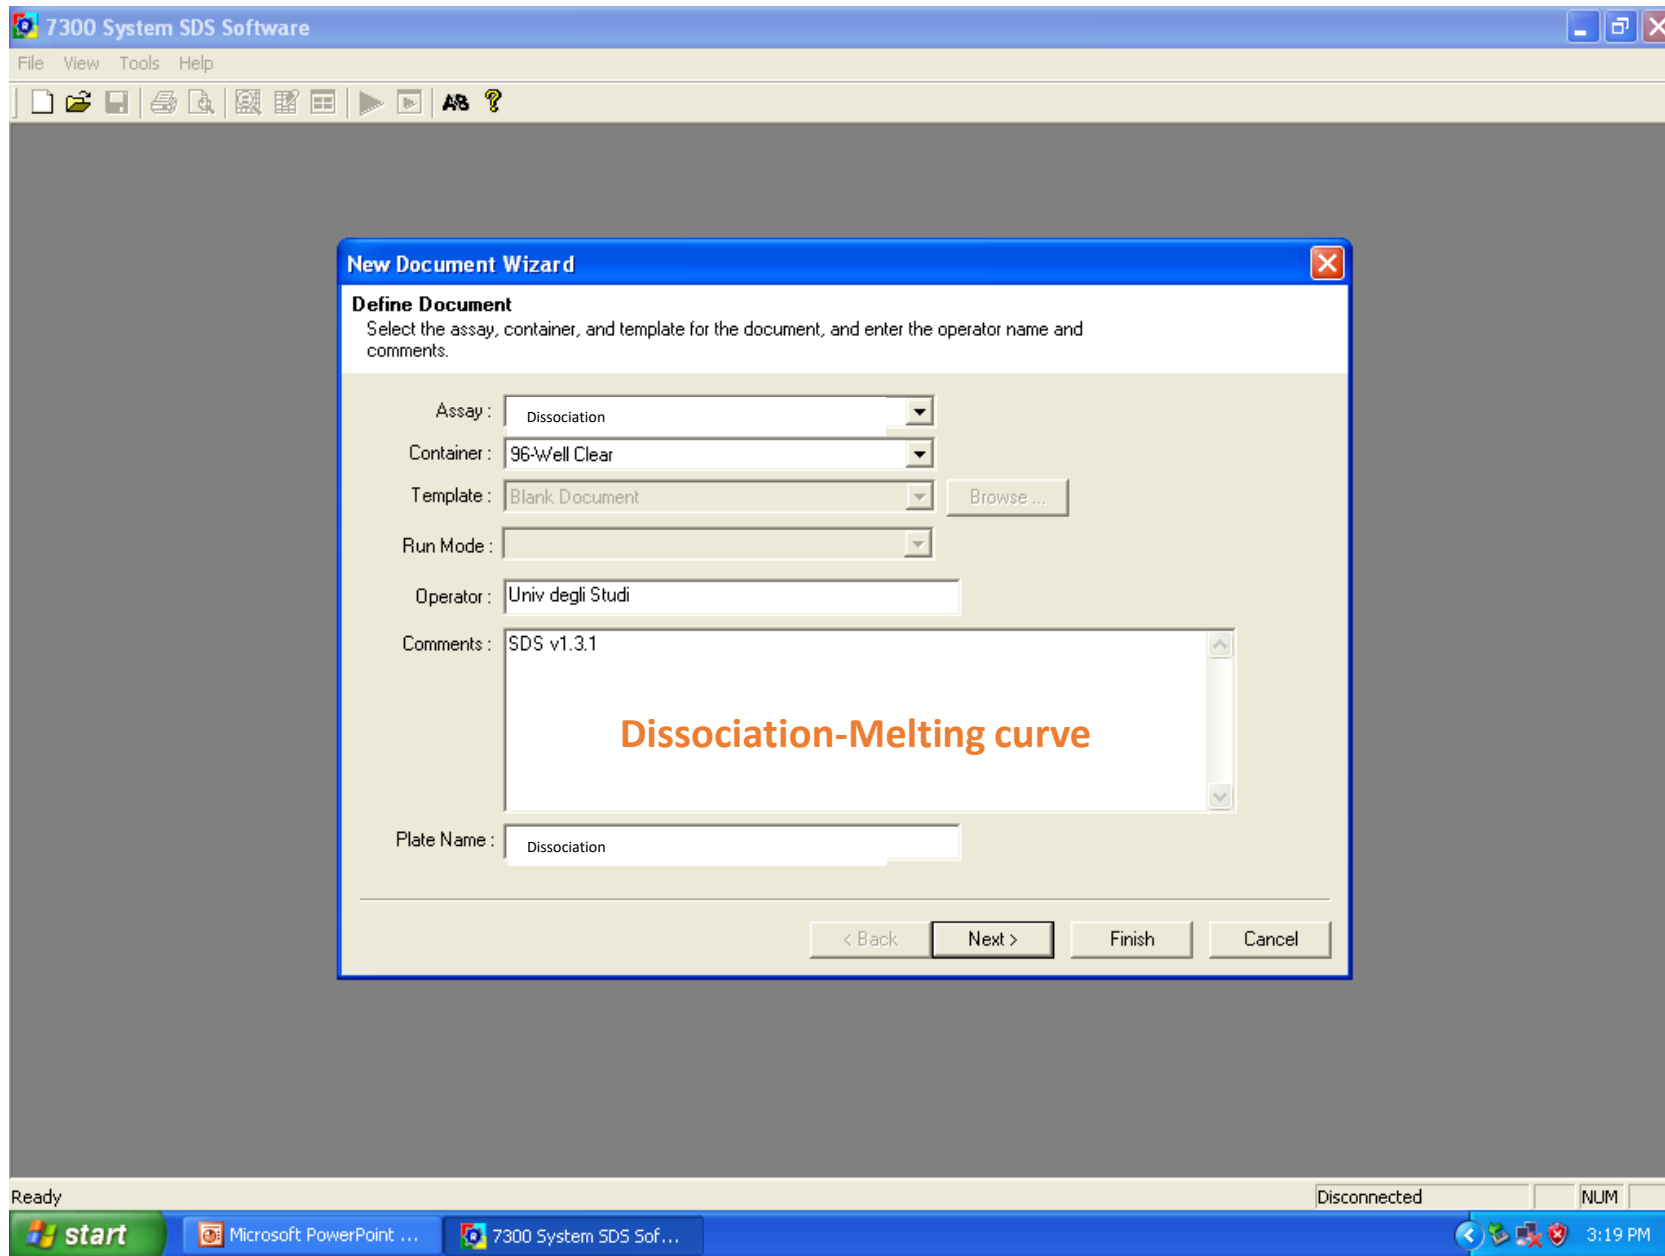 7300 System SDS Software
File View Tools Help
New Document Wizard
Define Document
Select the assay, container, and template for the document, and enter the operator name and
comments.
Assay : Dissociation
Container : 96-Well Clear
Template : Blank Document Browse ...
Run Mode :
Operator : Univ degli Studi
Comments : SDS v1.3.1
Dissociation-Melting curve
Plate Name : Dissociation
< Back Next > Finish Cancel
Ready Disconnected NUM
start Microsoft PowerPoint ... 7300 System SDS Sof... 3:19 PM